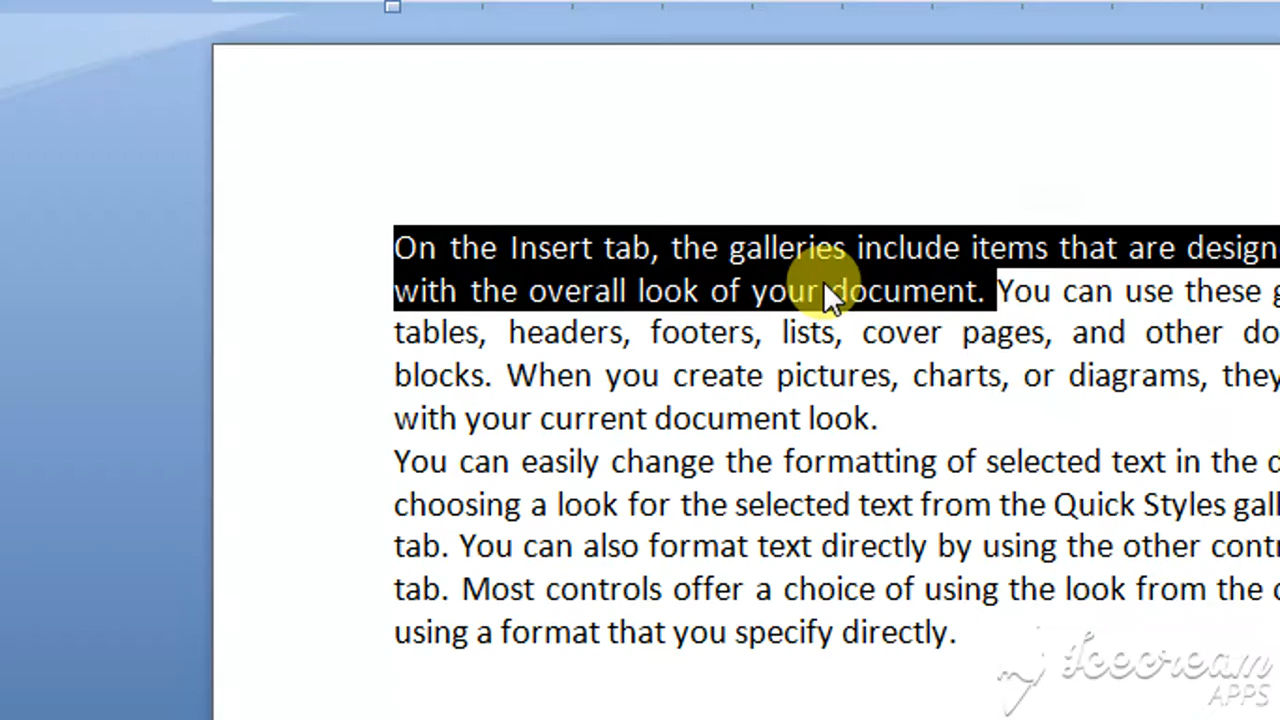 On the Insert tab, the galleries include items that are design
with the overall look of your document. You can use these g
tables, headers, footers, lists, cover pages, and other do
blocks. When you create pictures, charts, or diagrams, they
with your current document look.
You can easily change the formatting of selected text in the d
choosing a look for the selected text from the Quick Styles gall
tab. You can also format text directly by using the other contr
tab. Most controls offer a choice of using the look from the c
using a format that you specify directly.
Icecream
APPS